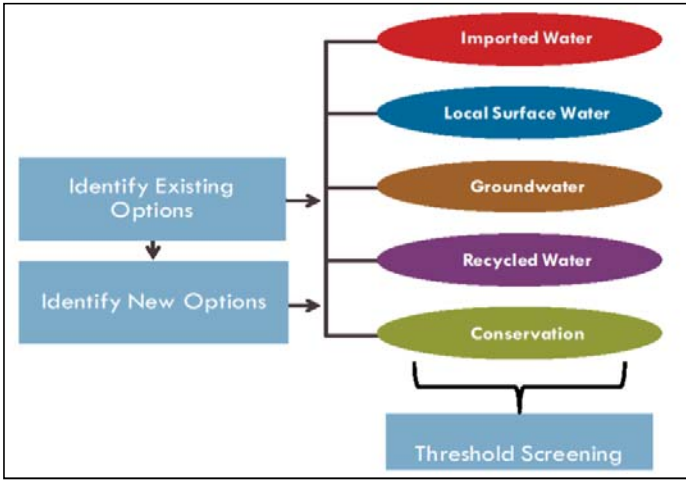 Identify Existing
Options
Identify New Options
Imported Water
Local Surface Water
Groundwater
Recycled Water
Conservation
Threshold Screening